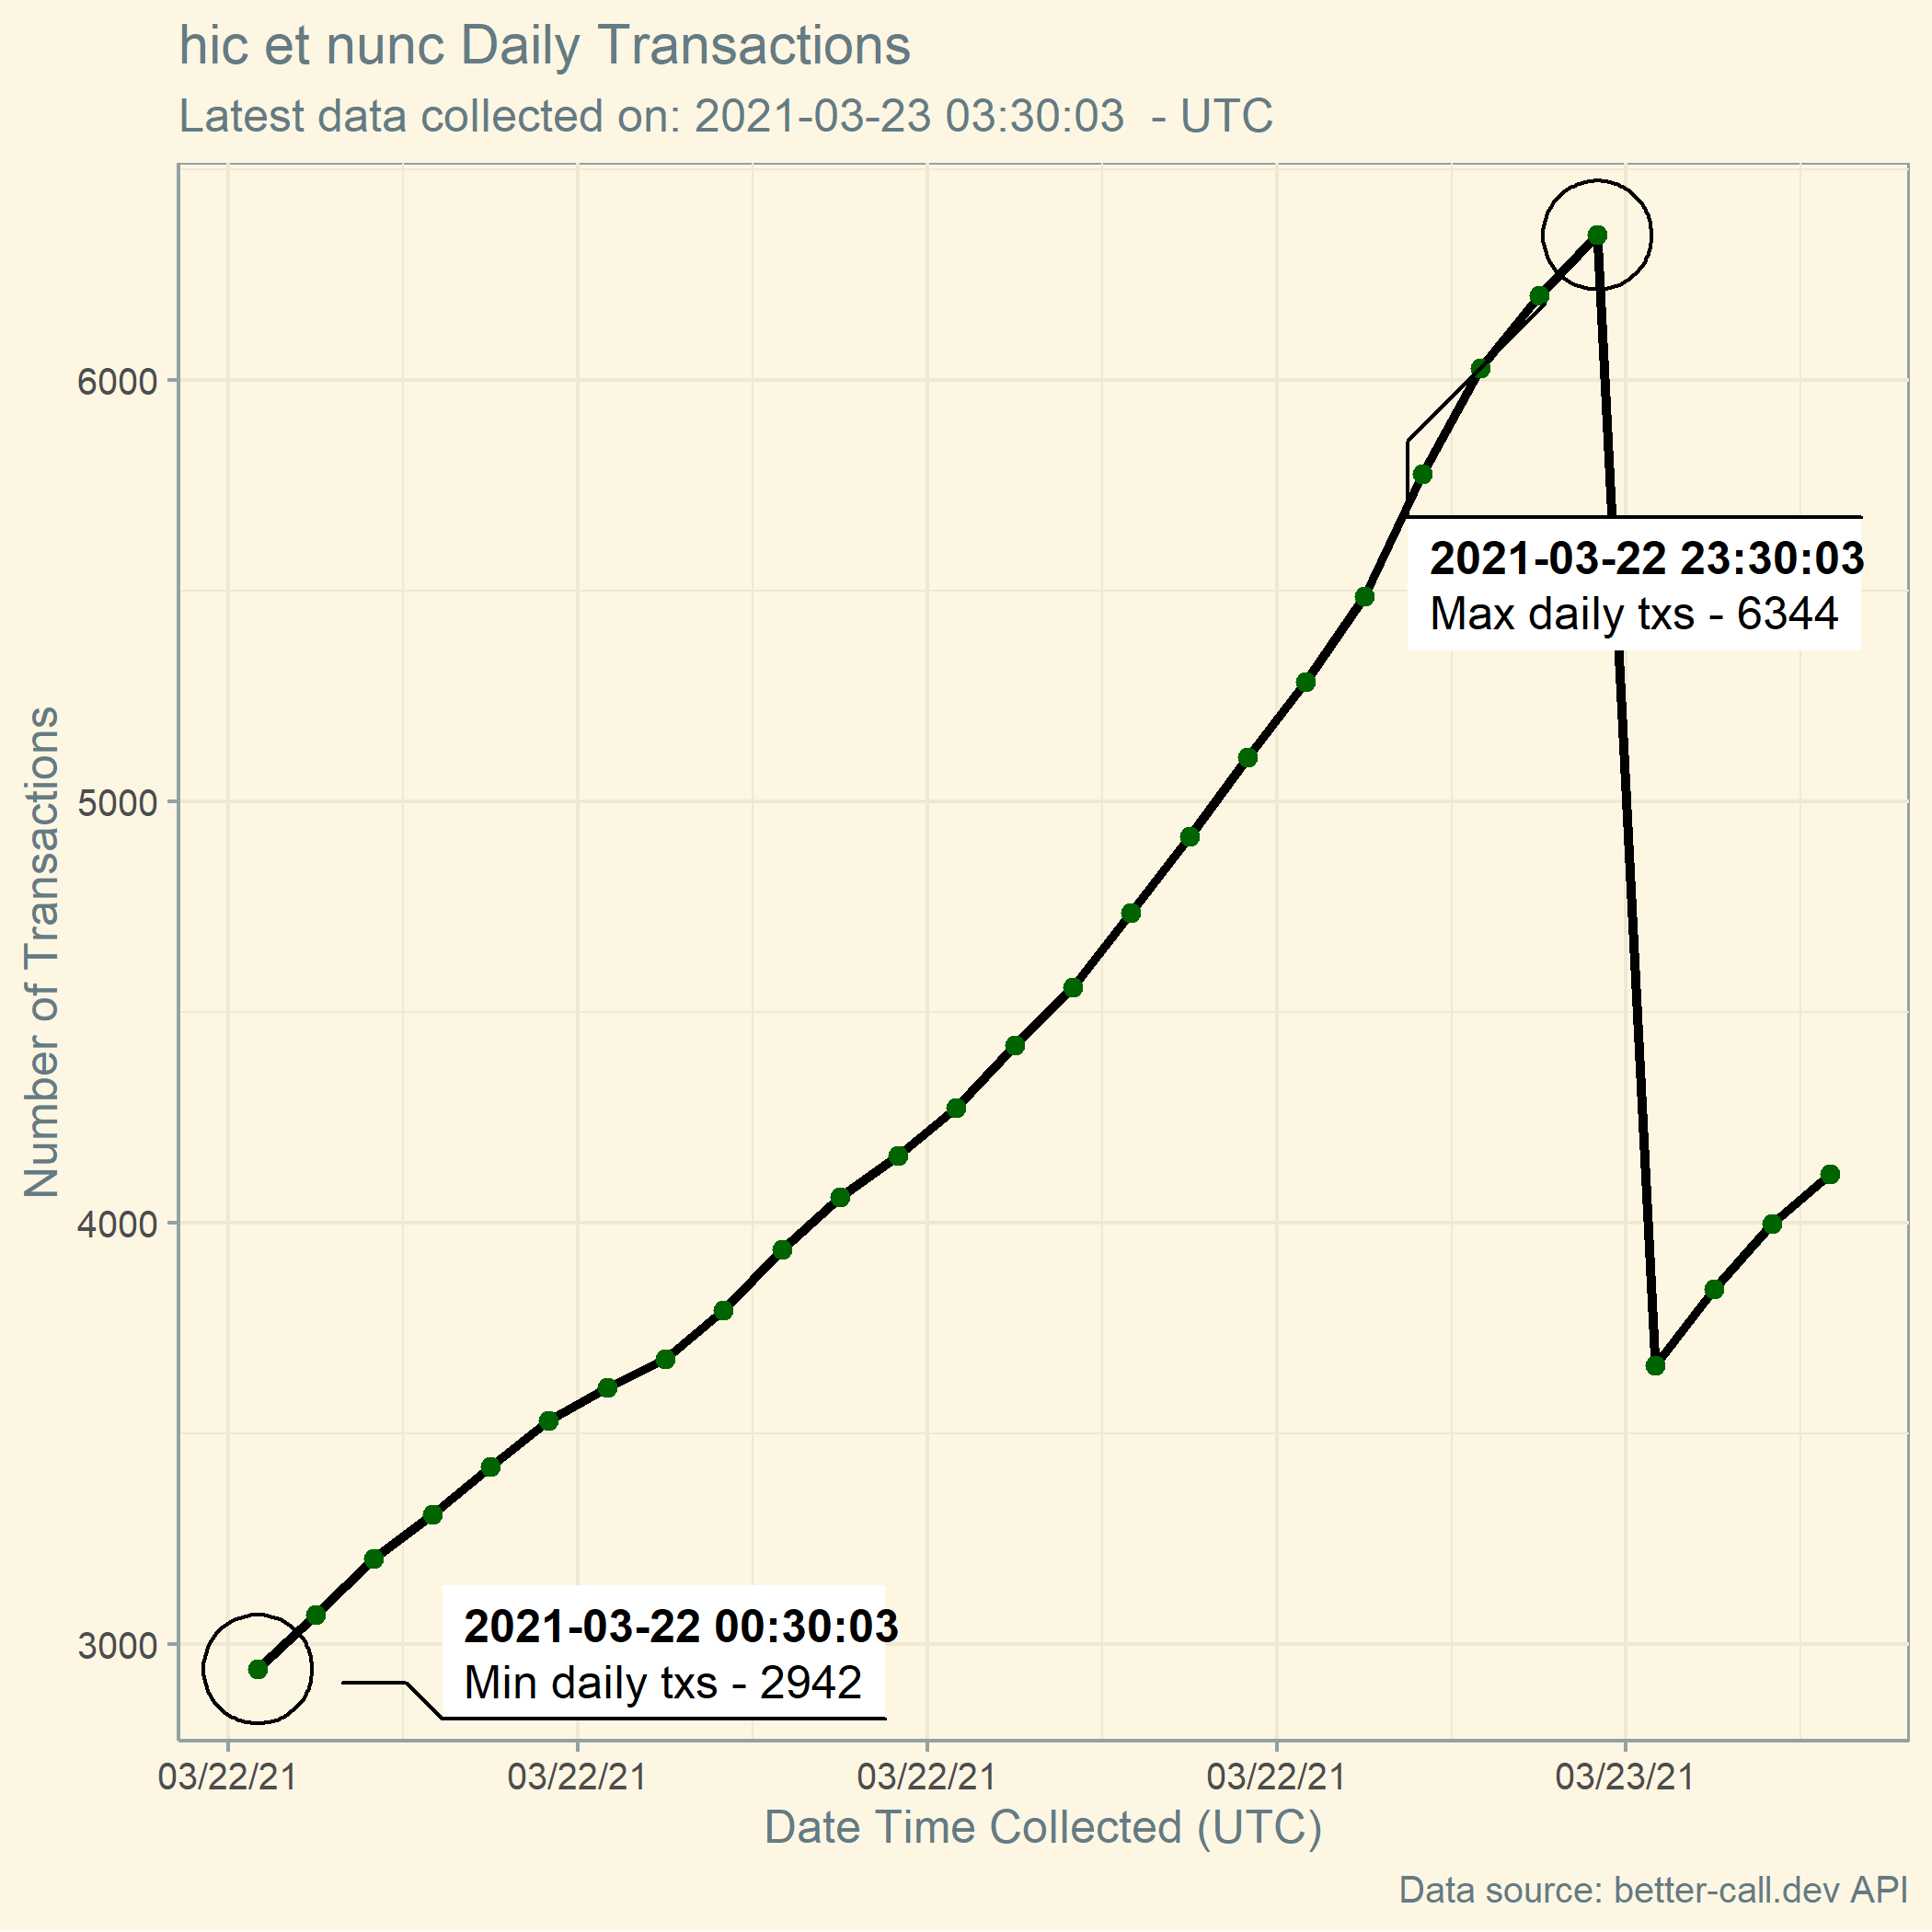 hic et nunc Daily Transactions
Latest data collected on: 2021-03-23 03:30:03  - UTC
6000
2021-03-22 23:30:03
Max daily txs - 6344
5000
Number of Transactions
4000
3000
2021-03-22 00:30:03
Min daily txs - 2942
03/22/21 03/22/21 03/22/21 03/22/21 03/23/21
Date Time Collected (UTC)
Data source: better-call.dev API